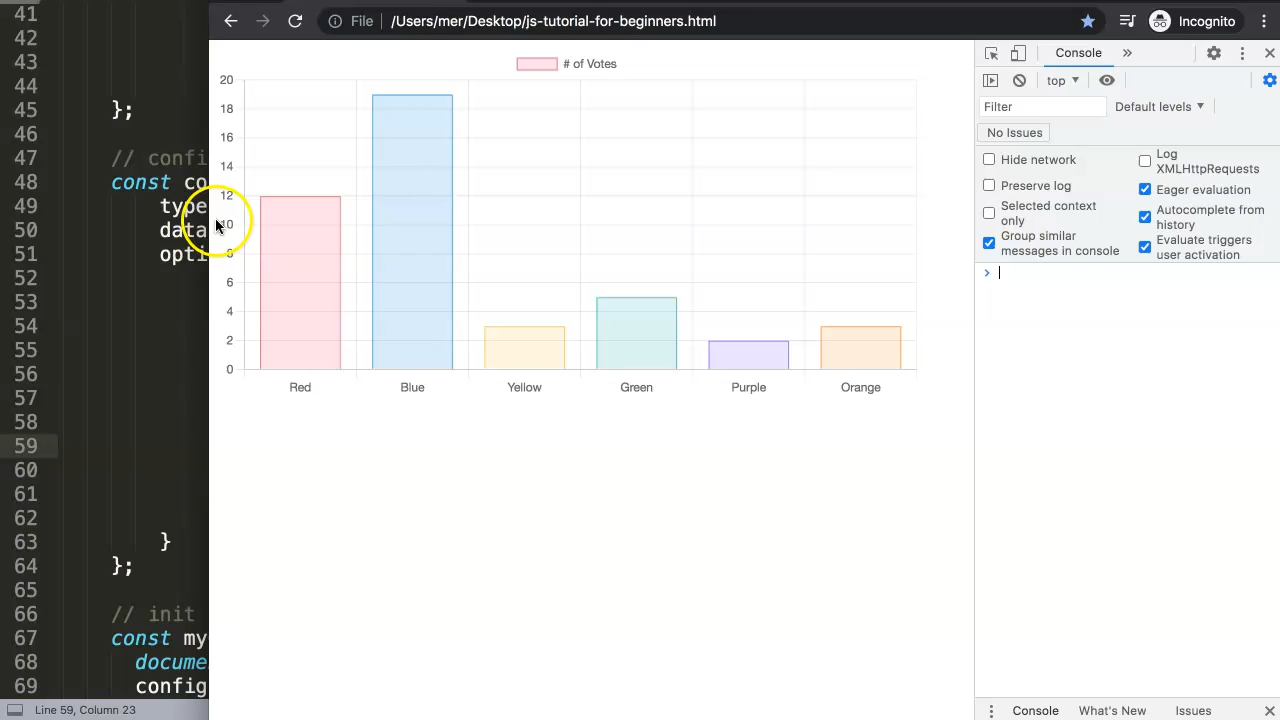 File
/Users/mer/Desktop/js-tutorial-for-beginners.html
Incognito
41
42
43
44
45 };
46
47 // confi
48 const co
49 type
50 data
51 opti
52
53
54
55
56
57
58
59
60
61
62
63 }
64 };
65
66 // init
67 const my
68 docume
69 config
Line 59, Column 23
# of Votes
20
18
16
14
12
10
8
6
4
2
0
Red Blue Yellow Green Purple Orange
Console
top
Filter
Default levels
No Issues
Hide network
Log XMLHttpRequests
Preserve log
Eager evaluation
Selected context only
Autocomplete from history
Group similar messages in console
Evaluate triggers user activation
Console What's New Issues